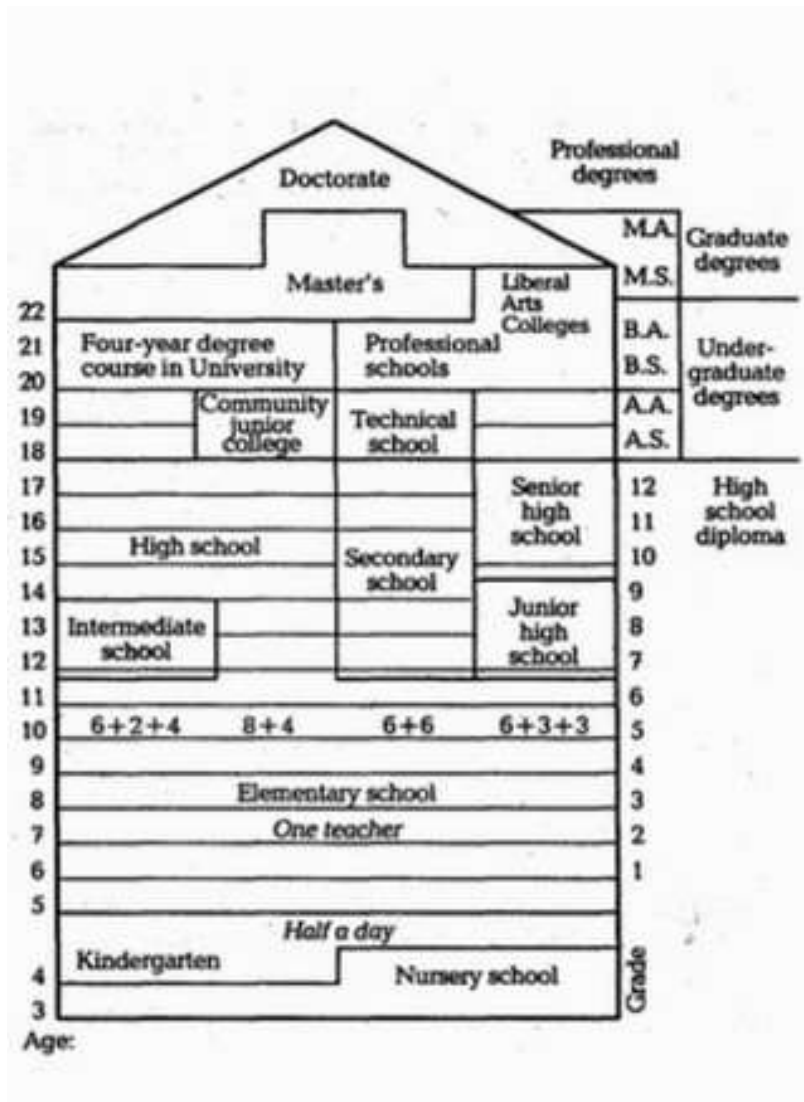 Professional
degrees
Doctorate
M.A.
Graduate
degrees
Master's
M.S.
Liberal
Arts
Colleges
22
21
20
Four-year degree
course in University
Professional
schools
B.A.
B.S.
Under-
graduate
degrees
19
18
Community
junior
college
Technical
school
A.A.
A.S.
17
16
15
14
13
12
High school
Intermediate
school
Secondary
school
Senior
high
school
Junior
high
school
12
11
10
9
8
7
High
school
diploma
11
10
9
8
7
6
5
4
3
6+2+4
8+4
6+6
6+3+3
6
5
4
3
2
1
Elementary school
One teacher
Half a day
Kindergarten
Nursery school
Grade
Age: